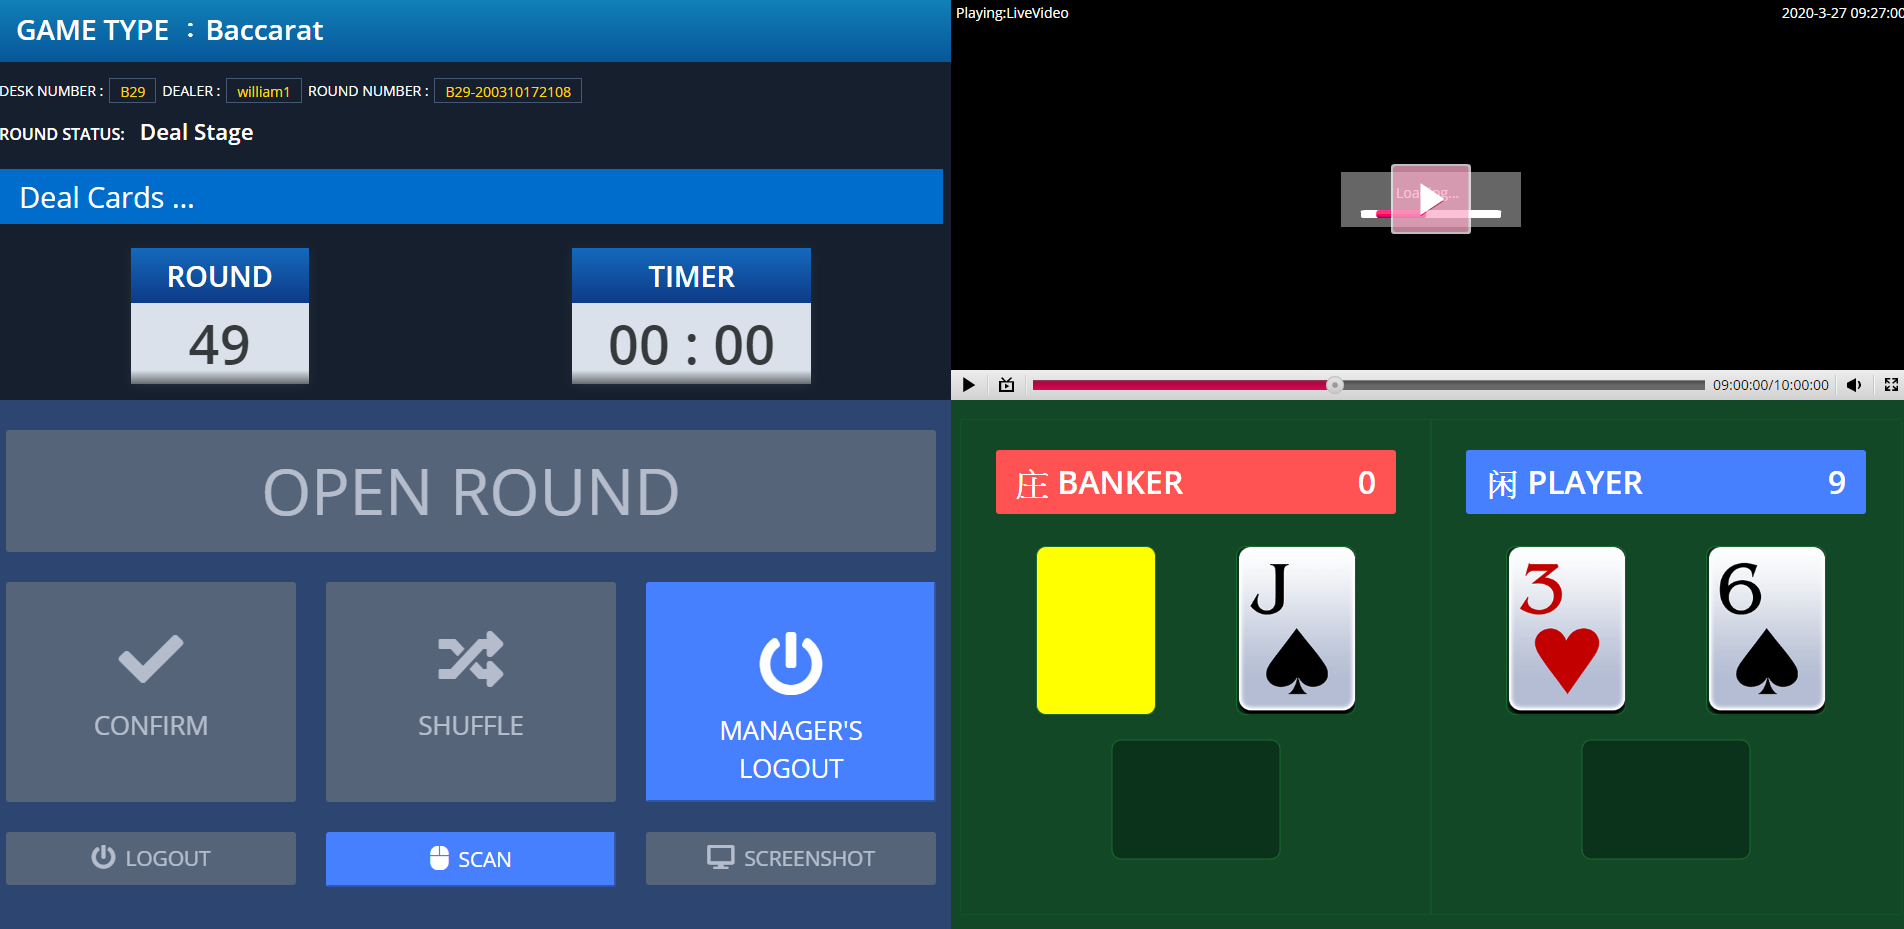 GAME TYPE : Baccarat
DESK NUMBER : B29 DEALER : william1 ROUND NUMBER : B29-200310172108
ROUND STATUS: Deal Stage
Deal Cards ...
ROUND
49
TIMER
00 : 00
OPEN ROUND
CONFIRM
SHUFFLE
MANAGER'S
LOGOUT
LOGOUT
SCAN
SCREENSHOT
Playing:LiveVideo
2020-3-27 09:27:00
Loading...
09:00:00/10:00:00
庄 BANKER 0
闲 PLAYER 9
J
3
6